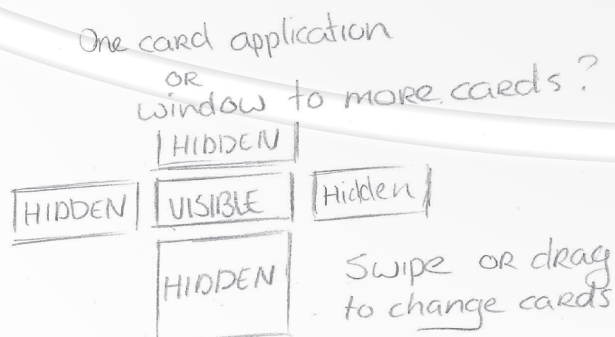 One card application
OR
window to more cards?
HIDDEN
HIDDEN
VISIBLE
Hidden
HIDDEN
Swipe OR drag
to change cards